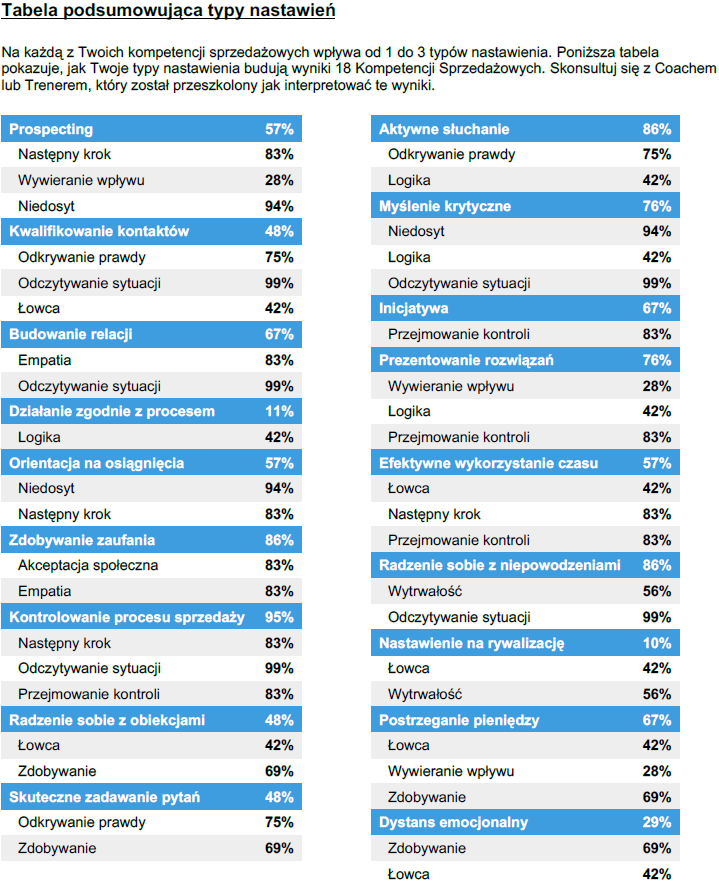 Tabela podsumowująca typy nastawień
Na każdą z Twoich kompetencji sprzedażowych wpływa od 1 do 3 typów nastawienia. Poniższa tabela
pokazuje, jak Twoje typy nastawienia budują wyniki 18 Kompetencji Sprzedażowych. Skonsultuj się z Coachem
lub Trenerem, który został przeszkolony jak interpretować te wyniki.
Prospecting 57%
Następny krok 83%
Wywieranie wpływu 28%
Niedosyt 94%
Kwalifikowanie kontaktów 48%
Odkrywanie prawdy 75%
Odczytywanie sytuacji 99%
Łowca 42%
Budowanie relacji 67%
Empatia 83%
Odczytywanie sytuacji 99%
Działanie zgodnie z procesem 11%
Logika 42%
Orientacja na osiągnięcia 57%
Niedosyt 94%
Następny krok 83%
Zdobywanie zaufania 86%
Akceptacja społeczna 83%
Empatia 83%
Kontrolowanie procesu sprzedaży 95%
Następny krok 83%
Odczytywanie sytuacji 99%
Przejmowanie kontroli 83%
Radzenie sobie z obiekcjami 48%
Łowca 42%
Zdobywanie 69%
Skuteczne zadawanie pytań 48%
Odkrywanie prawdy 75%
Zdobywanie 69%
Aktywne słuchanie 86%
Odkrywanie prawdy 75%
Logika 42%
Myślenie krytyczne 76%
Niedosyt 94%
Logika 42%
Odczytywanie sytuacji 99%
Inicjatywa 67%
Przejmowanie kontroli 83%
Prezentowanie rozwiązań 76%
Wywieranie wpływu 28%
Logika 42%
Przejmowanie kontroli 83%
Efektywne wykorzystanie czasu 57%
Łowca 42%
Następny krok 83%
Przejmowanie kontroli 83%
Radzenie sobie z niepowodzeniami 86%
Wytrwałość 56%
Odczytywanie sytuacji 99%
Nastawienie na rywalizację 10%
Łowca 42%
Wytrwałość 56%
Postrzeganie pieniędzy 67%
Łowca 42%
Wywieranie wpływu 28%
Zdobywanie 69%
Dystans emocjonalny 29%
Zdobywanie 69%
Łowca 42%